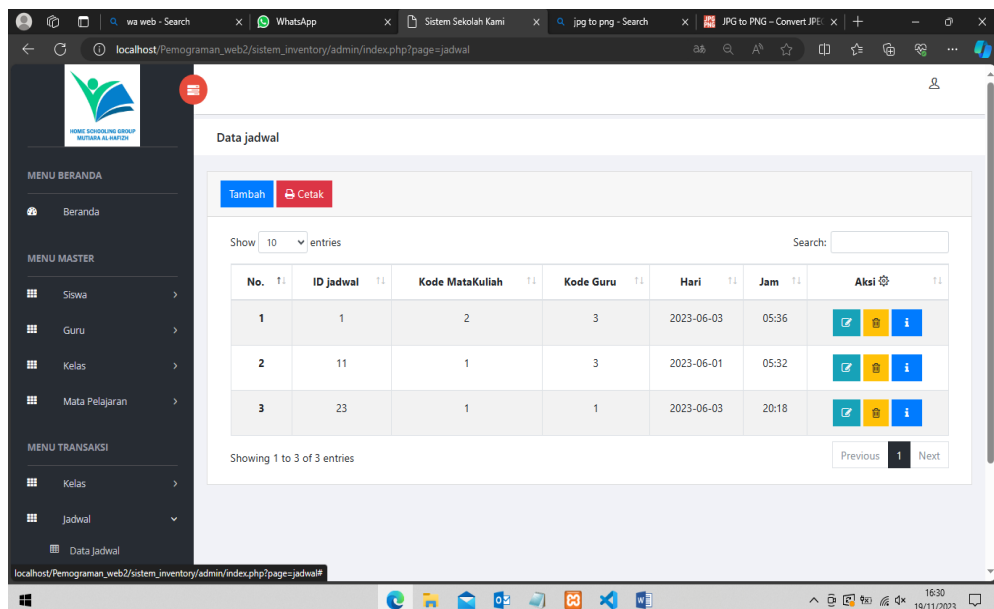 wa web - Search
WhatsApp
Sistem Sekolah Kami
jpg to png - Search
JPG to PNG – Convert JPE
localhost/Pemograman_web2/sistem_inventory/admin/index.php?page=jadwal
HOME SCHOOLING GROUP
MUTIARA AL-HAFIZH
MENU BERANDA
Beranda
MENU MASTER
Siswa
Guru
Kelas
Mata Pelajaran
MENU TRANSAKSI
Kelas
Jadwal
Data Jadwal
localhost/Pemograman_web2/sistem_inventory/admin/index.php?page=jadwal#
Data jadwal
Tambah Cetak
Show 10 entries Search:
No. ID jadwal Kode MataKuliah Kode Guru Hari Jam Aksi
1 1 2 3 2023-06-03 05:36
2 11 1 3 2023-06-01 05:32
3 23 1 1 2023-06-03 20:18
Showing 1 to 3 of 3 entries Previous 1 Next
16:30
19/11/2023